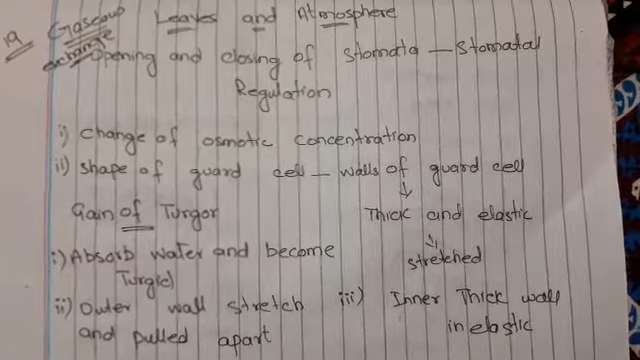 19 Gaseous Leaves and Atmosphere
exchange
Opening and closing of Stomata — Stomatal
Regulation
i) change of osmotic concentration
ii) shape of guard cell — walls of guard cell
↓
Gain of Turgor Thick and elastic
↓
i) Absorb water and become stretched
Turgid
ii) Outer wall stretch iii) Inner Thick wall
and pulled apart in elastic